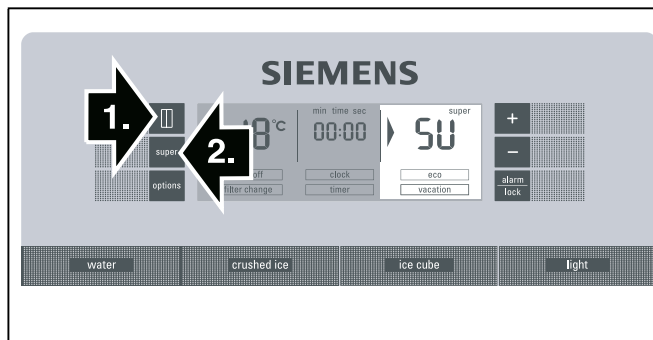 SIEMENS
1.
°C
min time sec
00:00
super
SU
+
super
2.
−
options
off
clock
eco
alarm
lock
filter change
timer
vacation
water
crushed ice
ice cube
light